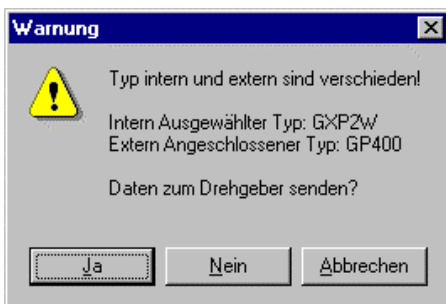 Warnung
Typ intern und extern sind verschieden!
Intern Ausgewählter Typ: GXP2W
Extern Angeschlossener Typ: GP400
Daten zum Drehgeber senden?
Ja Nein Abbrechen